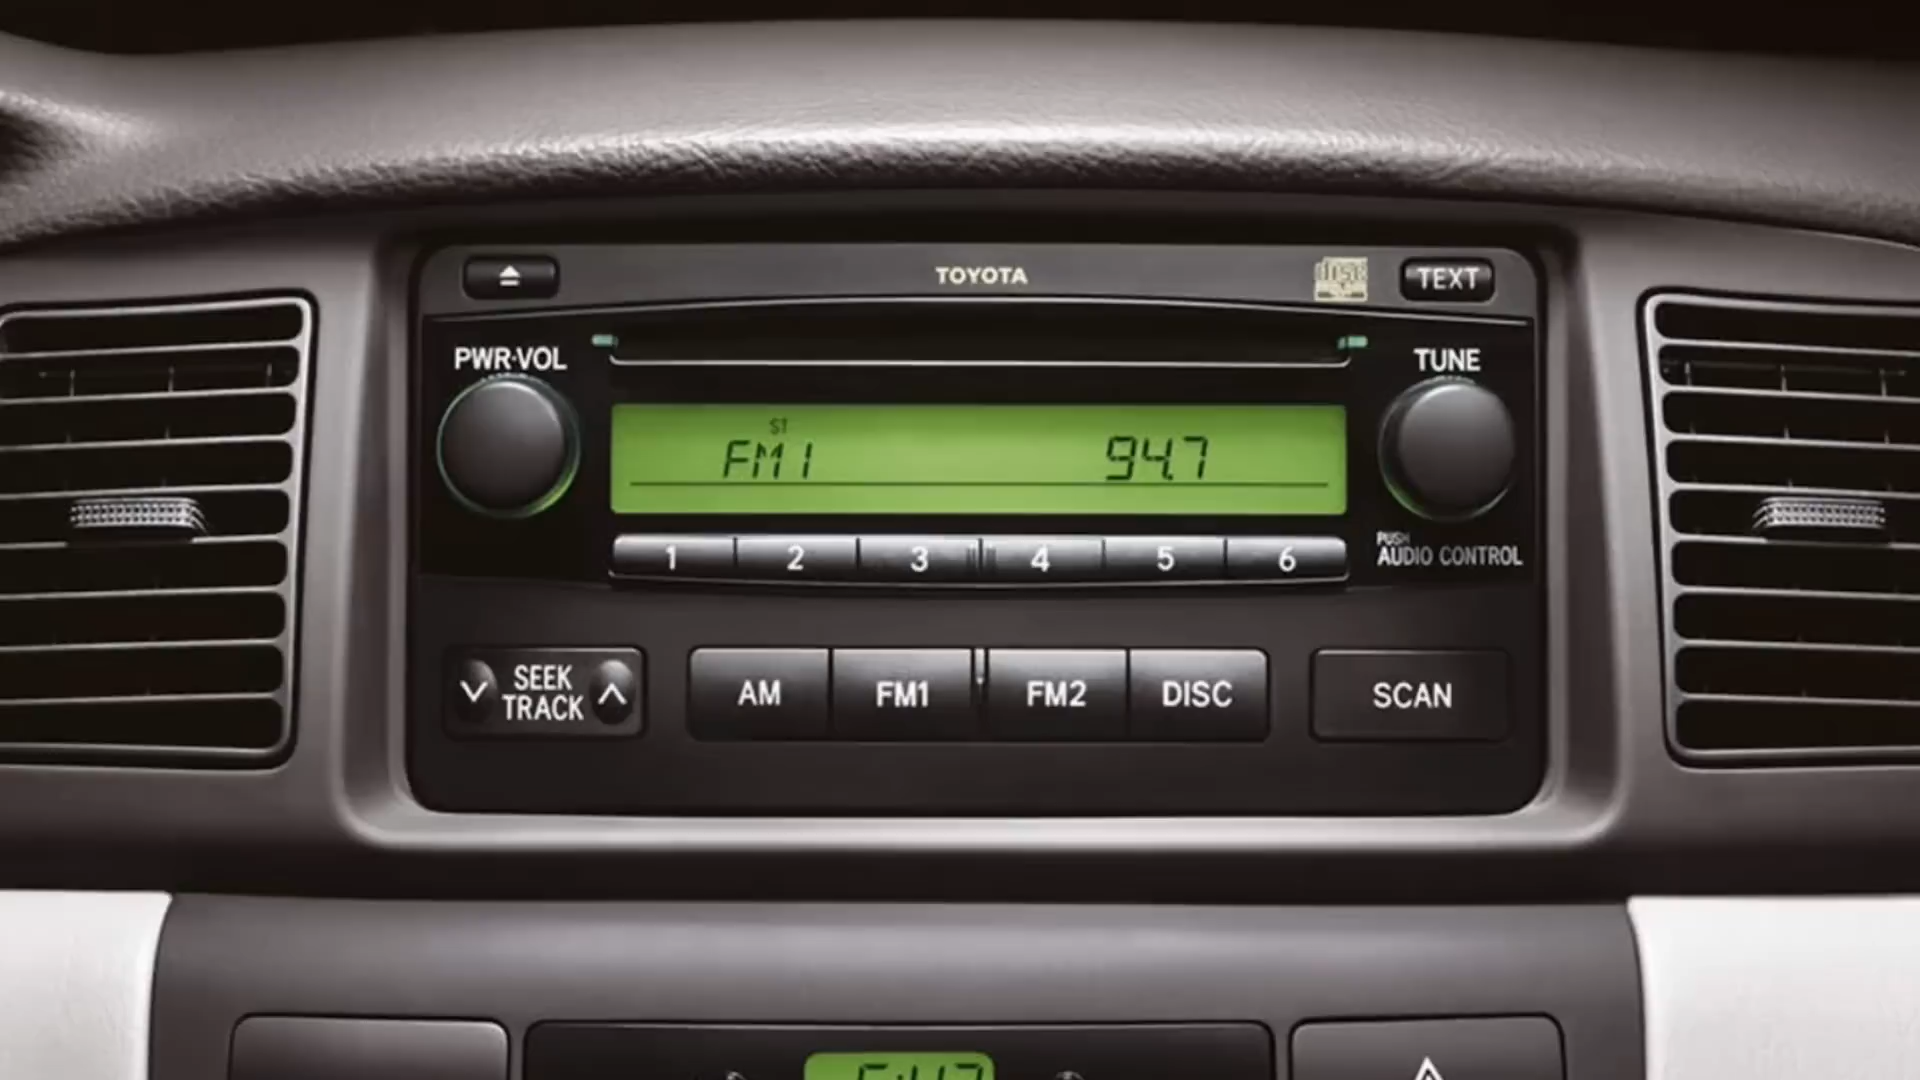 TOYOTA
disc
TEXT
PWR·VOL
TUNE
ST
FM1 94.7
1 2 3 4 5 6
PUSH
AUDIO CONTROL
SEEK
TRACK
AM FM1 FM2 DISC SCAN